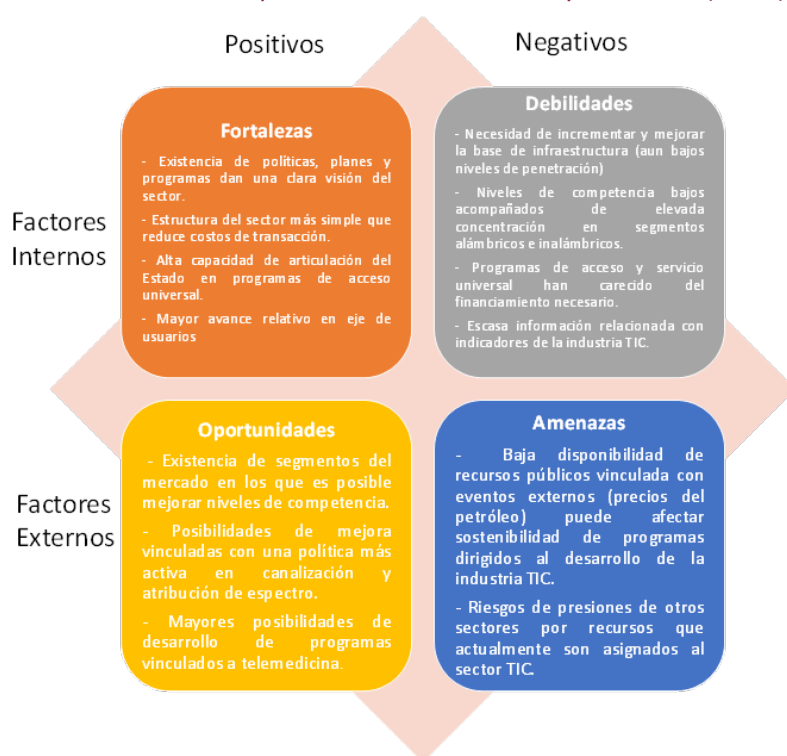 Positivos
Negativos
Factores
Internos
Fortalezas
- Existencia de políticas, planes y
programas dan una clara visión del
sector.
- Estructura del sector más simple que
reduce costos de transacción.
- Alta capacidad de articulación del
Estado en programas de acceso
universal.
- Mayor avance relativo en eje de
usuarios
Debilidades
- Necesidad de incrementar y mejorar
la base de infraestructura (aun bajos
niveles de penetración)
- Niveles de competencia bajos
acompañados de elevada
concentración en segmentos
alámbricos e inalámbricos.
- Programas de acceso y servicio
universal han carecido del
financiamiento necesario.
- Escasa información relacionada con
indicadores de la industria TIC.
Factores
Externos
Oportunidades
- Existencia de segmentos del
mercado en los que es posible
mejorar niveles de competencia.
- Posibilidades de mejora
vinculadas con una política más
activa en canalización y
atribución de espectro.
- Mayores posibilidades de
desarrollo de programas
vinculados a telemedicina.
Amenazas
- Baja disponibilidad de
recursos públicos vinculada con
eventos externos (precios del
petróleo) puede afectar
sostenibilidad de programas
dirigidos al desarrollo de la
industria TIC.
- Riesgos de presiones de otros
sectores por recursos que
actualmente son asignados al
sector TIC.